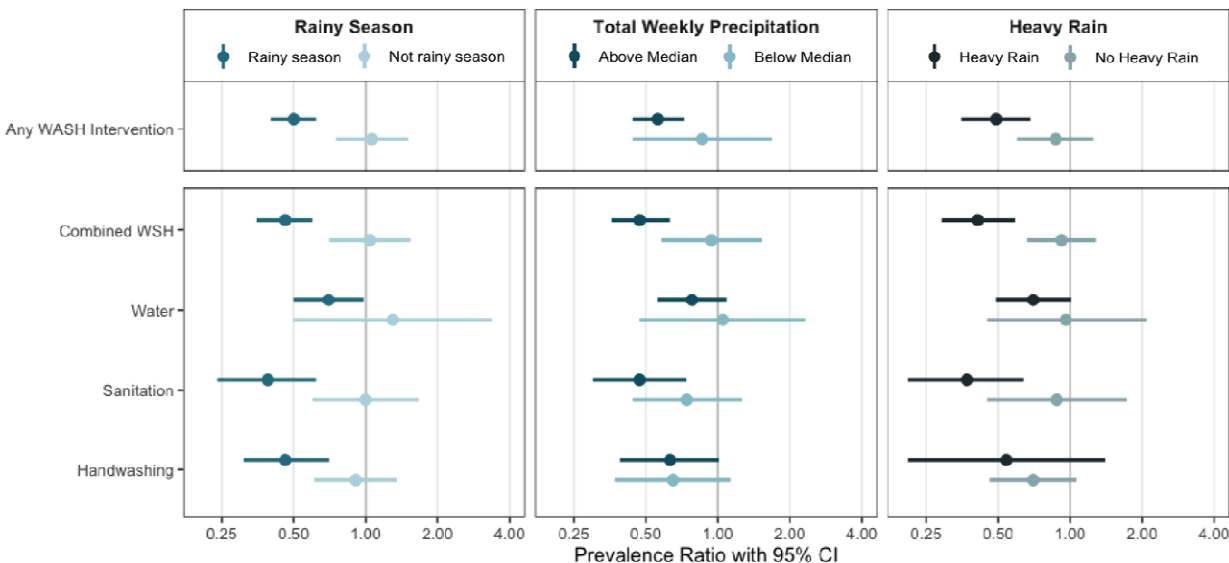 Rainy Season
Rainy season Not rainy season
Total Weekly Precipitation
Above Median Below Median
Heavy Rain
Heavy Rain No Heavy Rain
Any WASH Intervention
Combined WSH
Water
Sanitation
Handwashing
0.25 0.50 1.00 2.00 4.00
0.25 0.50 1.00 2.00 4.00
0.25 0.50 1.00 2.00 4.00
Prevalence Ratio with 95% CI